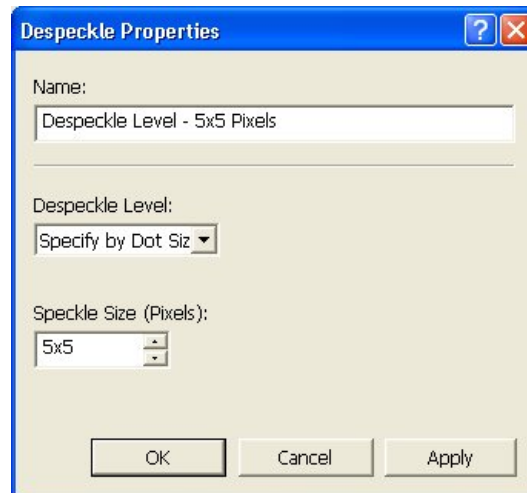 Despeckle Properties
Name:
Despeckle Level - 5x5 Pixels
Despeckle Level:
Specify by Dot Siz
Speckle Size (Pixels):
5x5
OK Cancel Apply